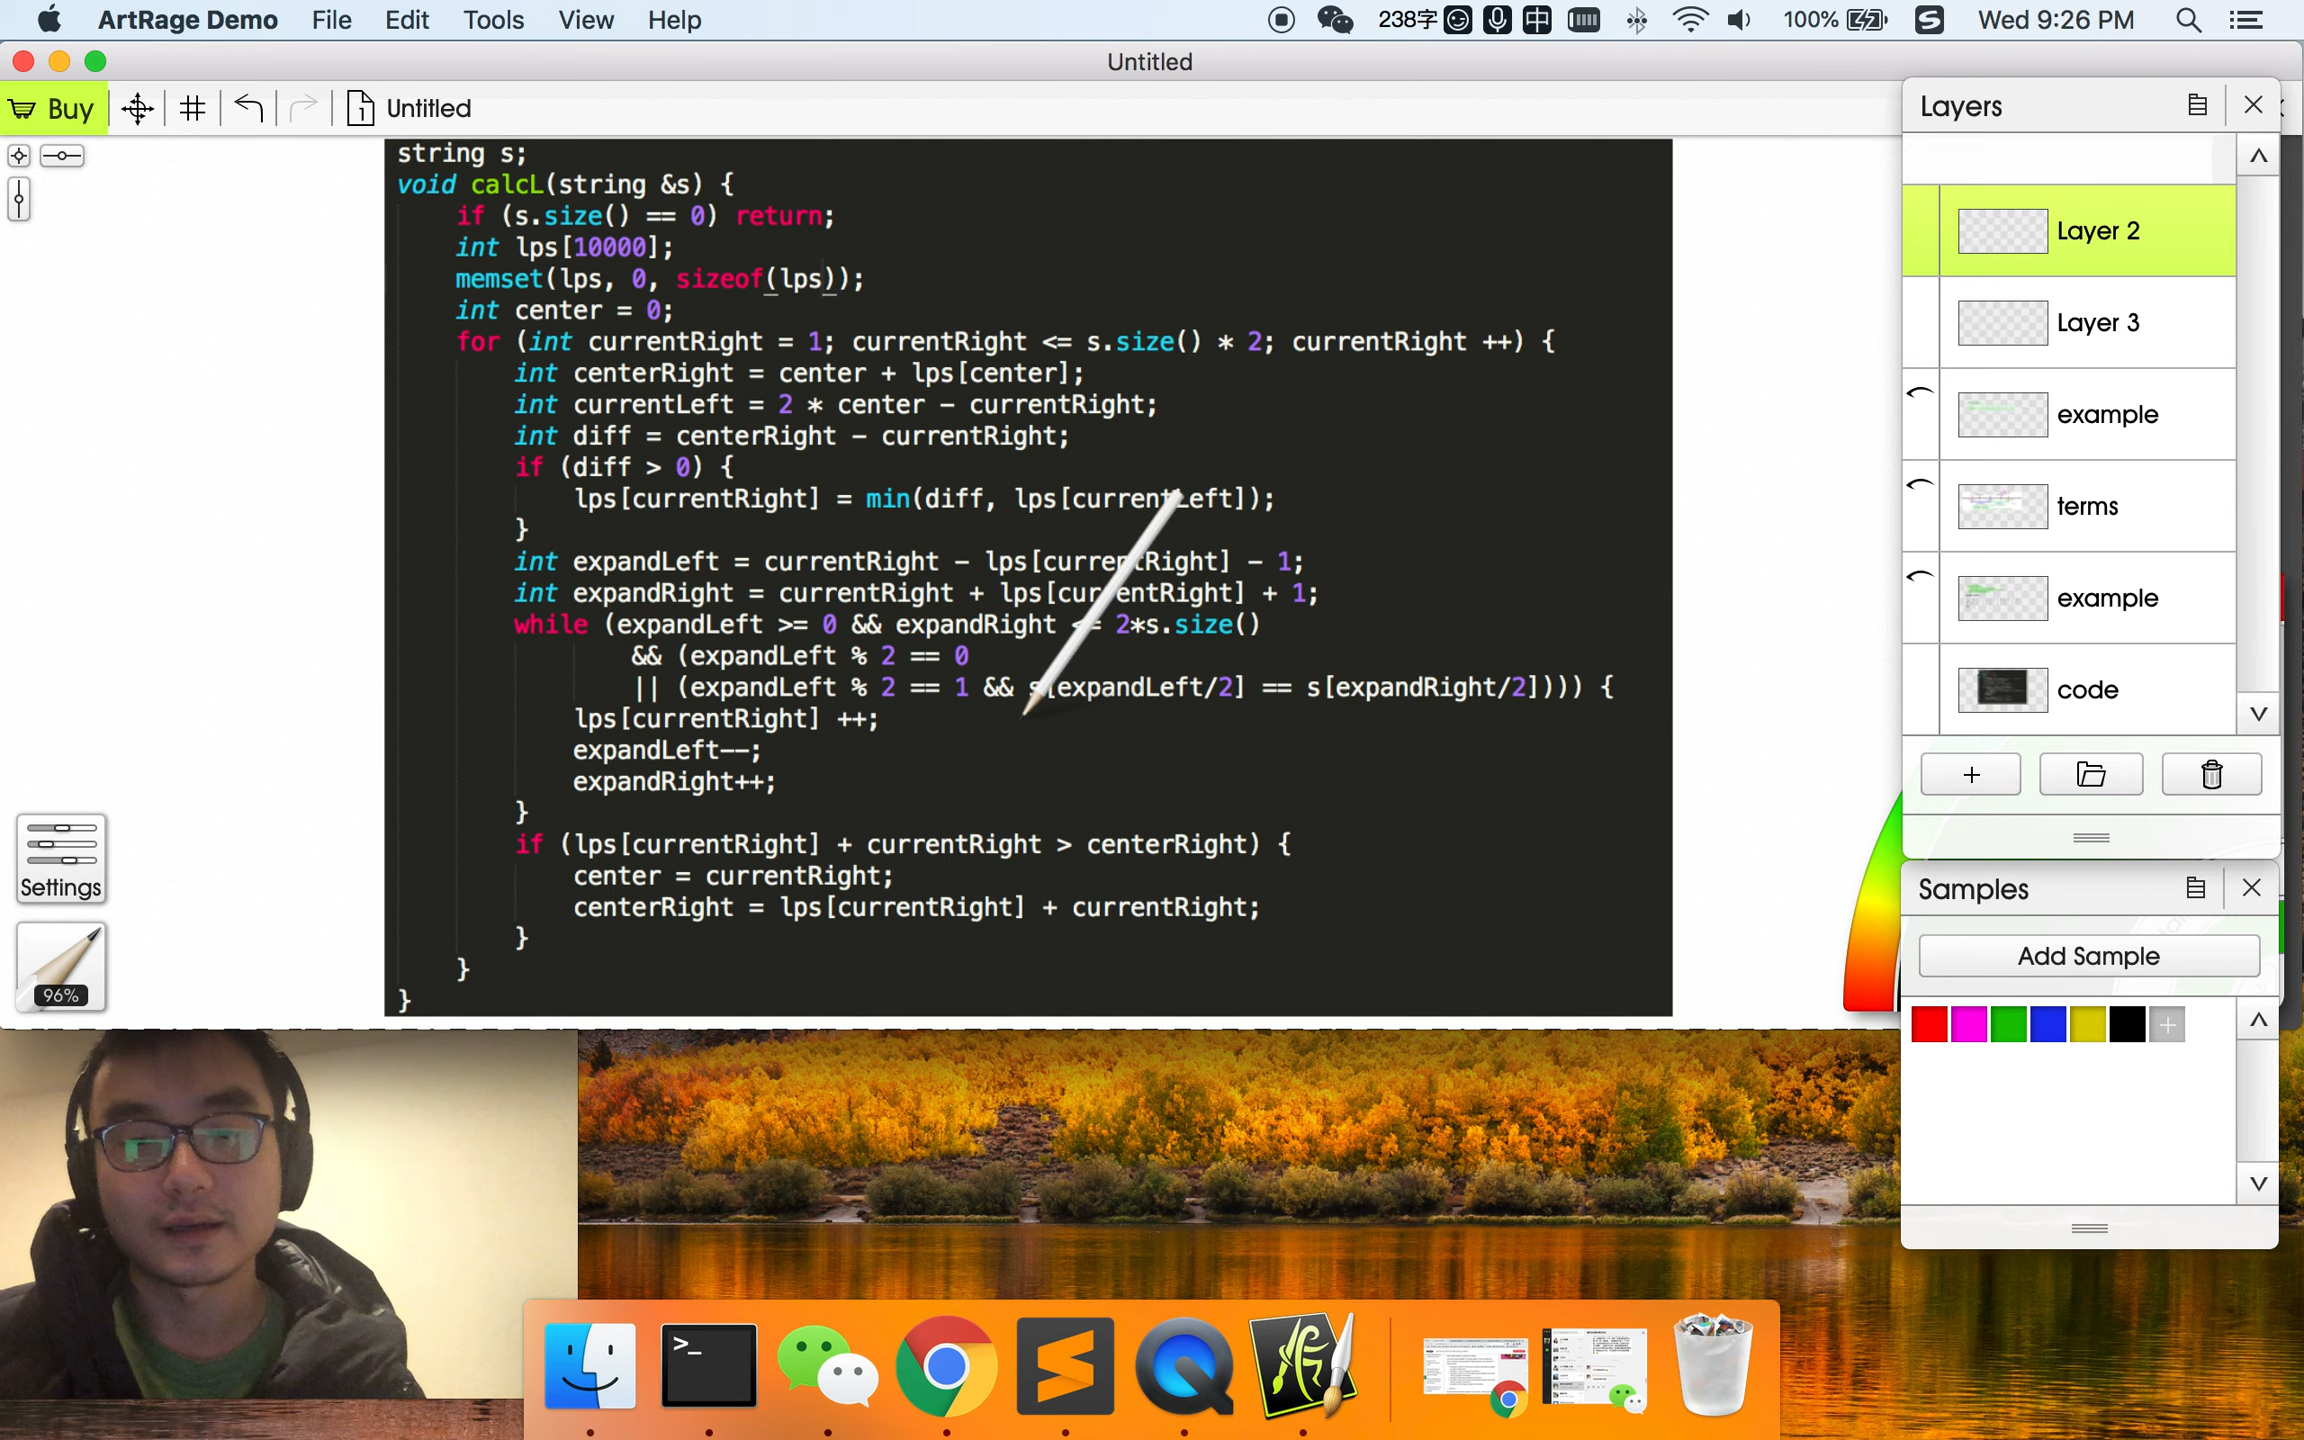 ArtRage Demo File Edit Tools View Help 238字 中 100% S Wed 9:26 PM
Untitled
Buy 1 Untitled
string s;
void calcL(string &s) {
if (s.size() == 0) return;
int lps[10000];
memset(lps, 0, sizeof(lps));
int center = 0;
for (int currentRight = 1; currentRight <= s.size() * 2; currentRight ++) {
int centerRight = center + lps[center];
int currentLeft = 2 * center - currentRight;
int diff = centerRight - currentRight;
if (diff > 0) {
lps[currentRight] = min(diff, lps[currentLeft]);
}
int expandLeft = currentRight - lps[currentRight] - 1;
int expandRight = currentRight + lps[currentRight] + 1;
while (expandLeft >= 0 && expandRight <= 2*s.size()
&& (expandLeft % 2 == 0
|| (expandLeft % 2 == 1 && s[expandLeft/2] == s[expandRight/2]))) {
lps[currentRight] ++;
expandLeft--;
expandRight++;
}
if (lps[currentRight] + currentRight > centerRight) {
center = currentRight;
centerRight = lps[currentRight] + currentRight;
}
}
}
Settings
96%
Layers
Layer 2
Layer 3
example
terms
example
code
Samples
Add Sample
>_